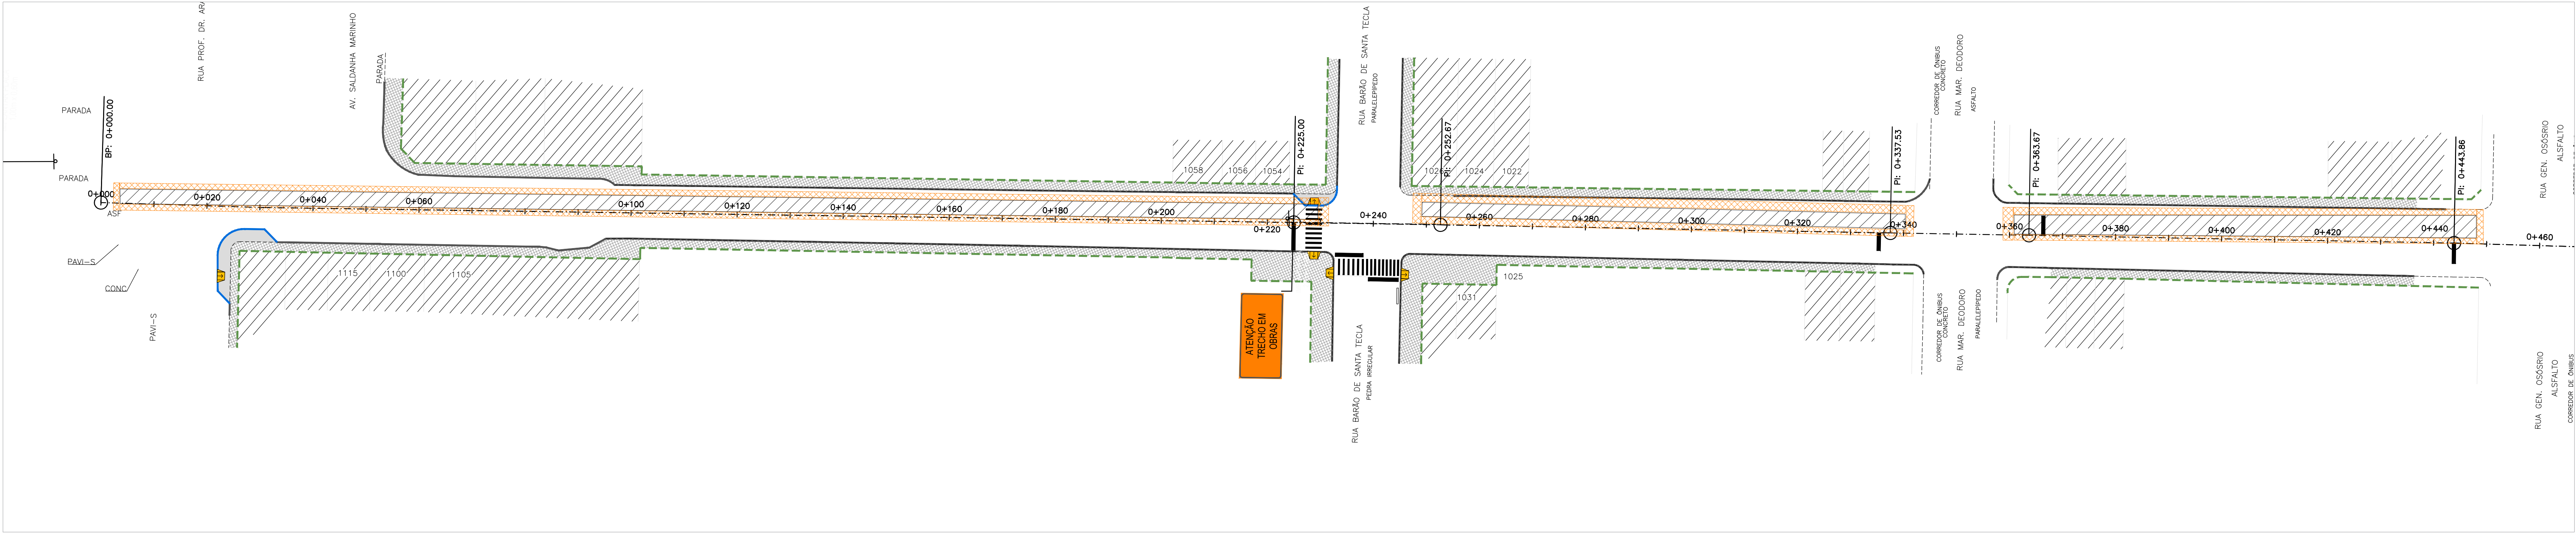 RUA PROF. DR. ARA
AV. SALDANHA MARINHO
PARADA
PARADA
PARADA
BP: 0+000.00
0+000
ASF
PAVI-S
CONC
PAVI-S
0+020
0+040
0+060
0+100
0+120
0+140
0+160
0+180
0+200
0+220
0+240
0+260
0+280
0+300
0+320
0+340
0+360
0+380
0+400
0+420
0+440
0+460
1115
1100
1105
1058
1056
1054
PI: 0+225.00
ATENÇÃO
TRECHO EM
OBRAS
RUA BARÃO DE SANTA TECLA
PARALELEPÍPEDO
RUA BARÃO DE SANTA TECLA
PEDRA IRREGULAR
PI: 0+252.67
1026
1024
1022
1031
1025
PI: 0+337.53
CORREDOR DE ÔNIBUS
CONCRETO
RUA MAR. DEODORO
ASFALTO
CORREDOR DE ÔNIBUS
CONCRETO
RUA MAR. DEODORO
PARALELEPÍPEDO
PI: 0+363.67
PI: 0+443.86
RUA GEN. OSÓSRIO
ALSFALTO
RUA GEN. OSÓSRIO
ALSFALTO
CORREDOR DE ÔNIBUS